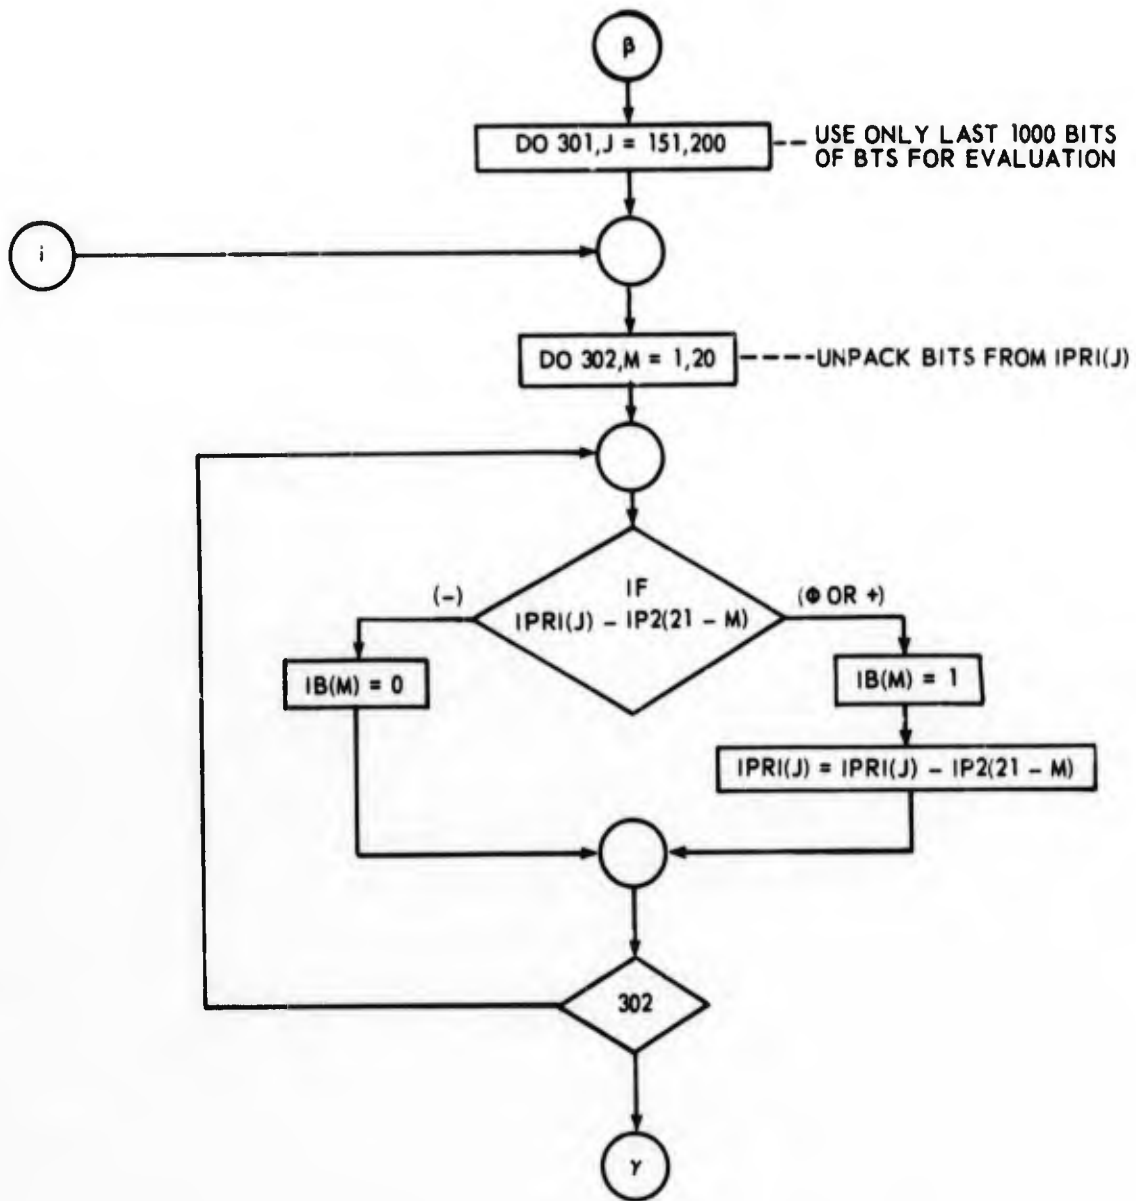 β
DO 301,J = 151,200
USE ONLY LAST 1000 BITS
OF BTS FOR EVALUATION
i
DO 302,M = 1,20
UNPACK BITS FROM IPRI(J)
IF
IPRI(J) – IP2(21 – M)
(–)
(Φ OR +)
IB(M) = 0
IB(M) = 1
IPRI(J) = IPRI(J) – IP2(21 – M)
302
γ